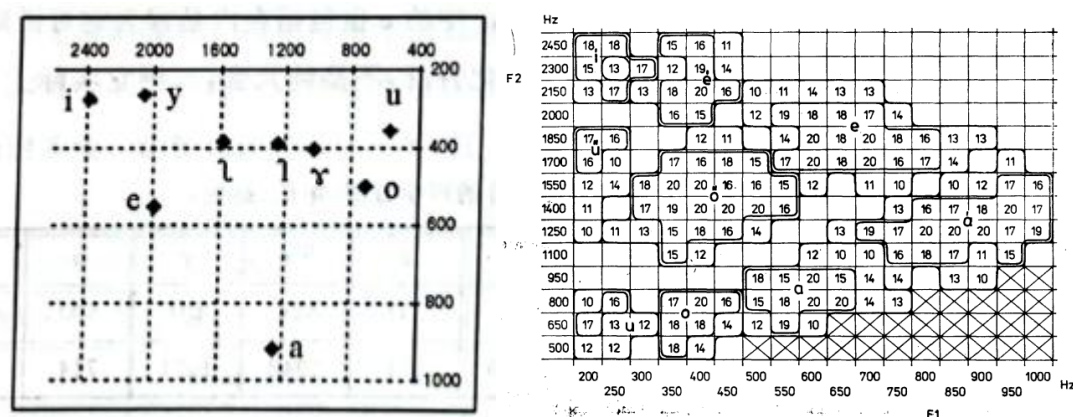 2400 2000 1600 1200 800 400
200
i y u
400
ʅ ɿ ɤ o
e
600
800
a
1000
Hz
F2
2450 18 18 15 16 11
i
2300 15 13 17 12 19 14
e
2150 13 17 13 18 20 16 10 11 14 13 13
2000 16 15 12 19 18 18 17 14
e
1850 17 16 12 11 14 20 18 20 18 16 13 13
u
1700 16 10 17 16 18 15 17 20 18 20 16 17 14 11
1550 12 14 18 20 20 16 16 15 12 11 10 10 12 17 16
o
1400 11 17 19 20 20 20 16 13 16 17 18 20 17
a
1250 10 11 13 15 18 16 14 13 19 17 20 20 20 17 19
1100 15 12 12 10 10 16 18 17 11 15
950 18 15 20 15 14 14 13 10
a
800 10 16 17 20 16 15 18 20 20 14 13
o
650 17 13 12 18 18 14 12 19 10
u
500 12 12 18 14
200 300 400 500 600 700 800 900 1000 Hz
250 350 450 550 650 750 850 950
F1